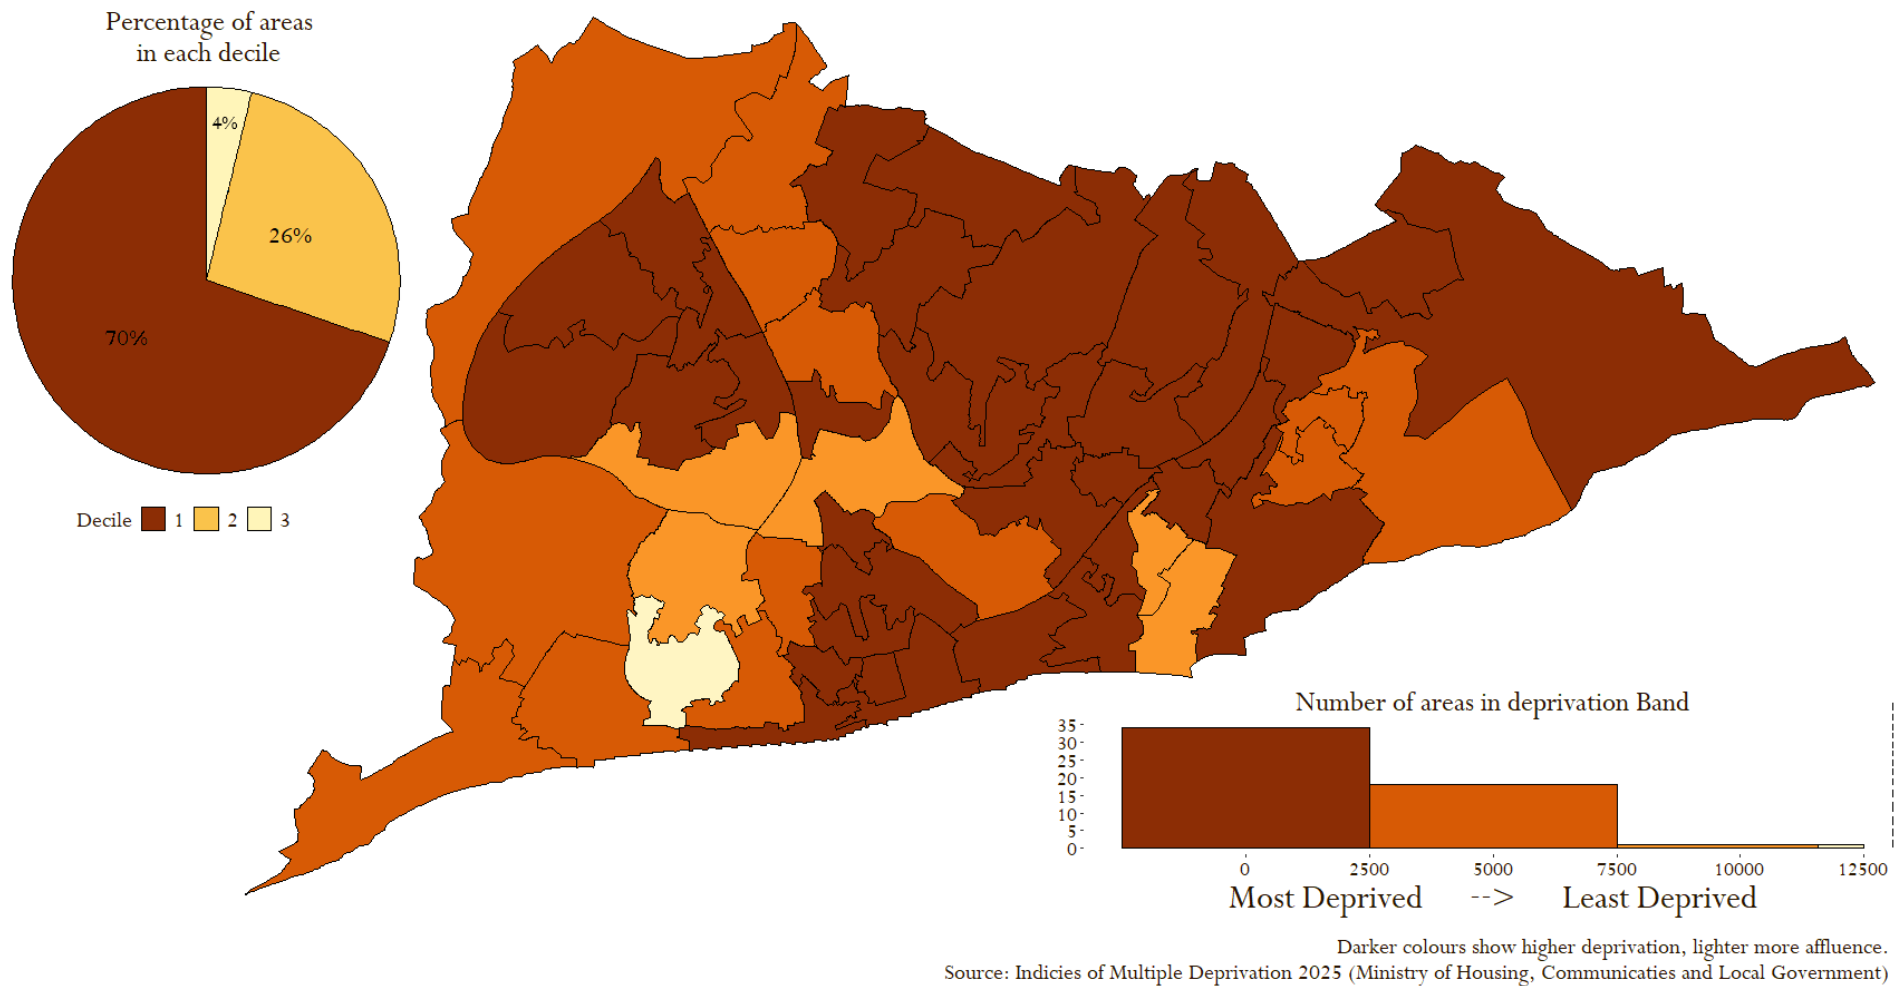 Percentage of areas
in each decile
4%
26%
70%
Decile 1 2 3
Number of areas in deprivation Band
35
30
25
20
15
10
5
0
0 2500 5000 7500 10000 12500
Most Deprived --> Least Deprived
Darker colours show higher deprivation, lighter more affluence.
Source: Indicies of Multiple Deprivation 2025 (Ministry of Housing, Communicaties and Local Government)